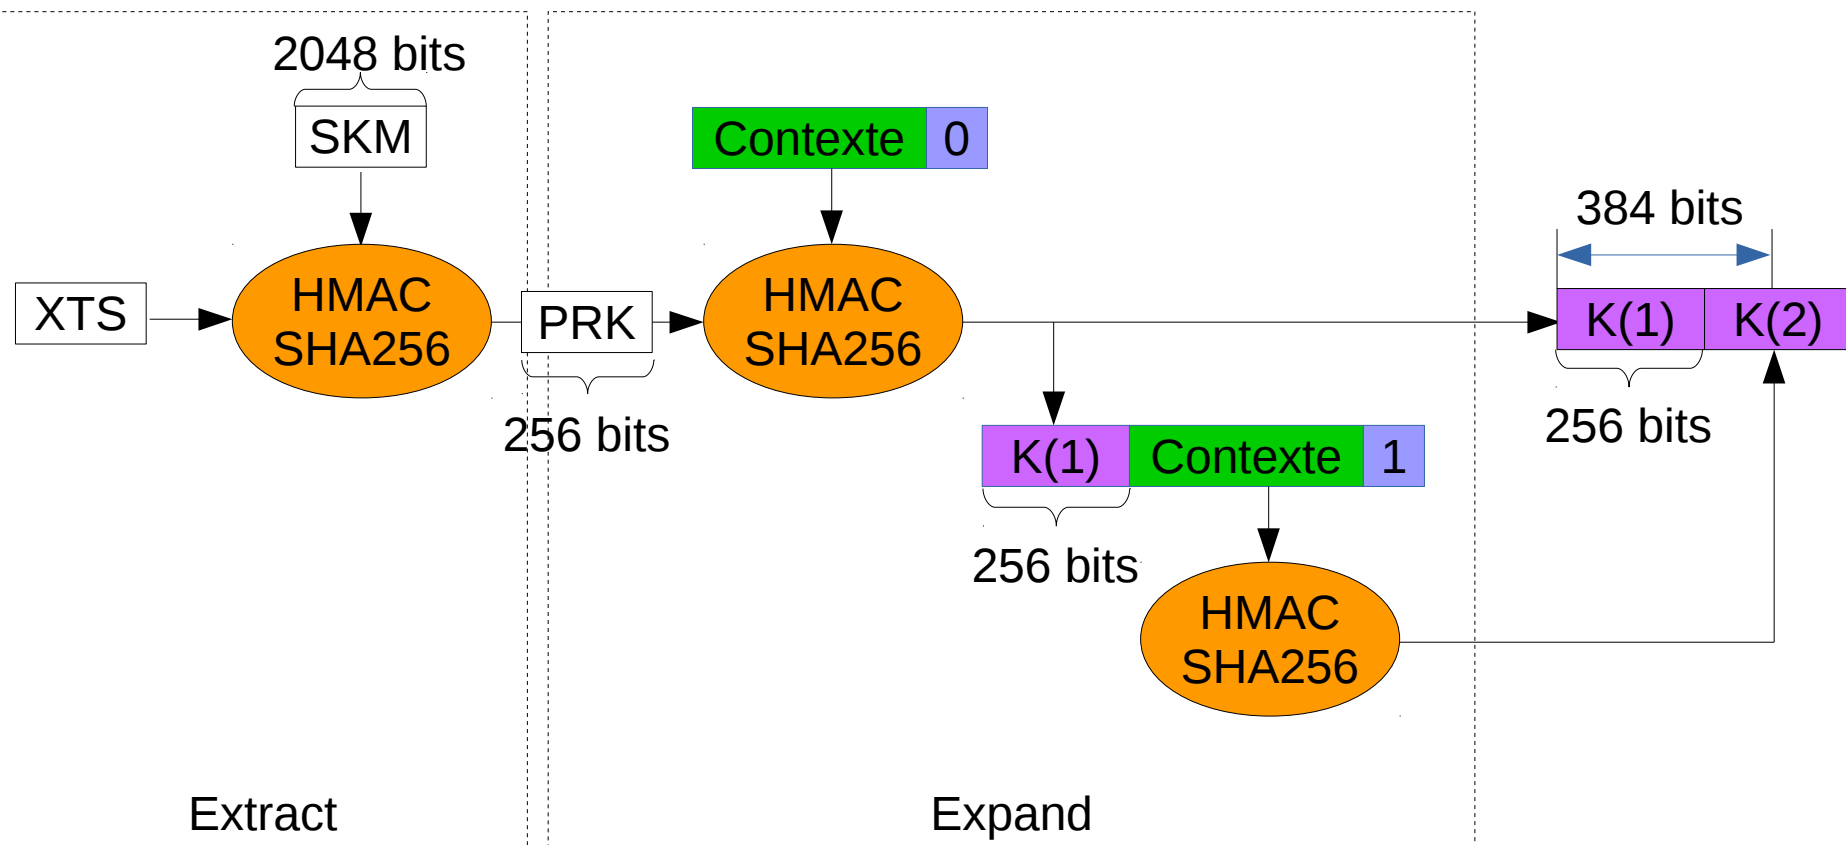 2048 bits
SKM
XTS
HMAC
SHA256
PRK
256 bits
Contexte 0
HMAC
SHA256
K(1) Contexte 1
256 bits
HMAC
SHA256
384 bits
K(1) K(2)
256 bits
Extract
Expand